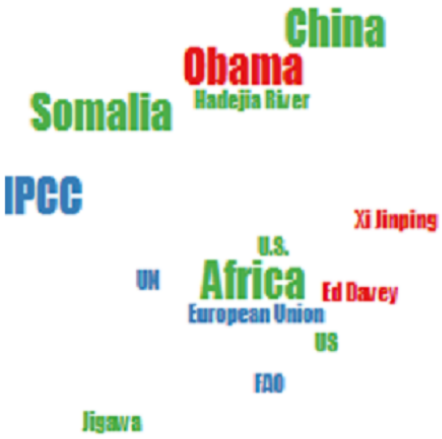 China
Obama
Hadejia River
Somalia
IPCC
Xi Jinping
U.S.
Africa
UN
Ed Davey
European Union
US
FAO
Jigawa